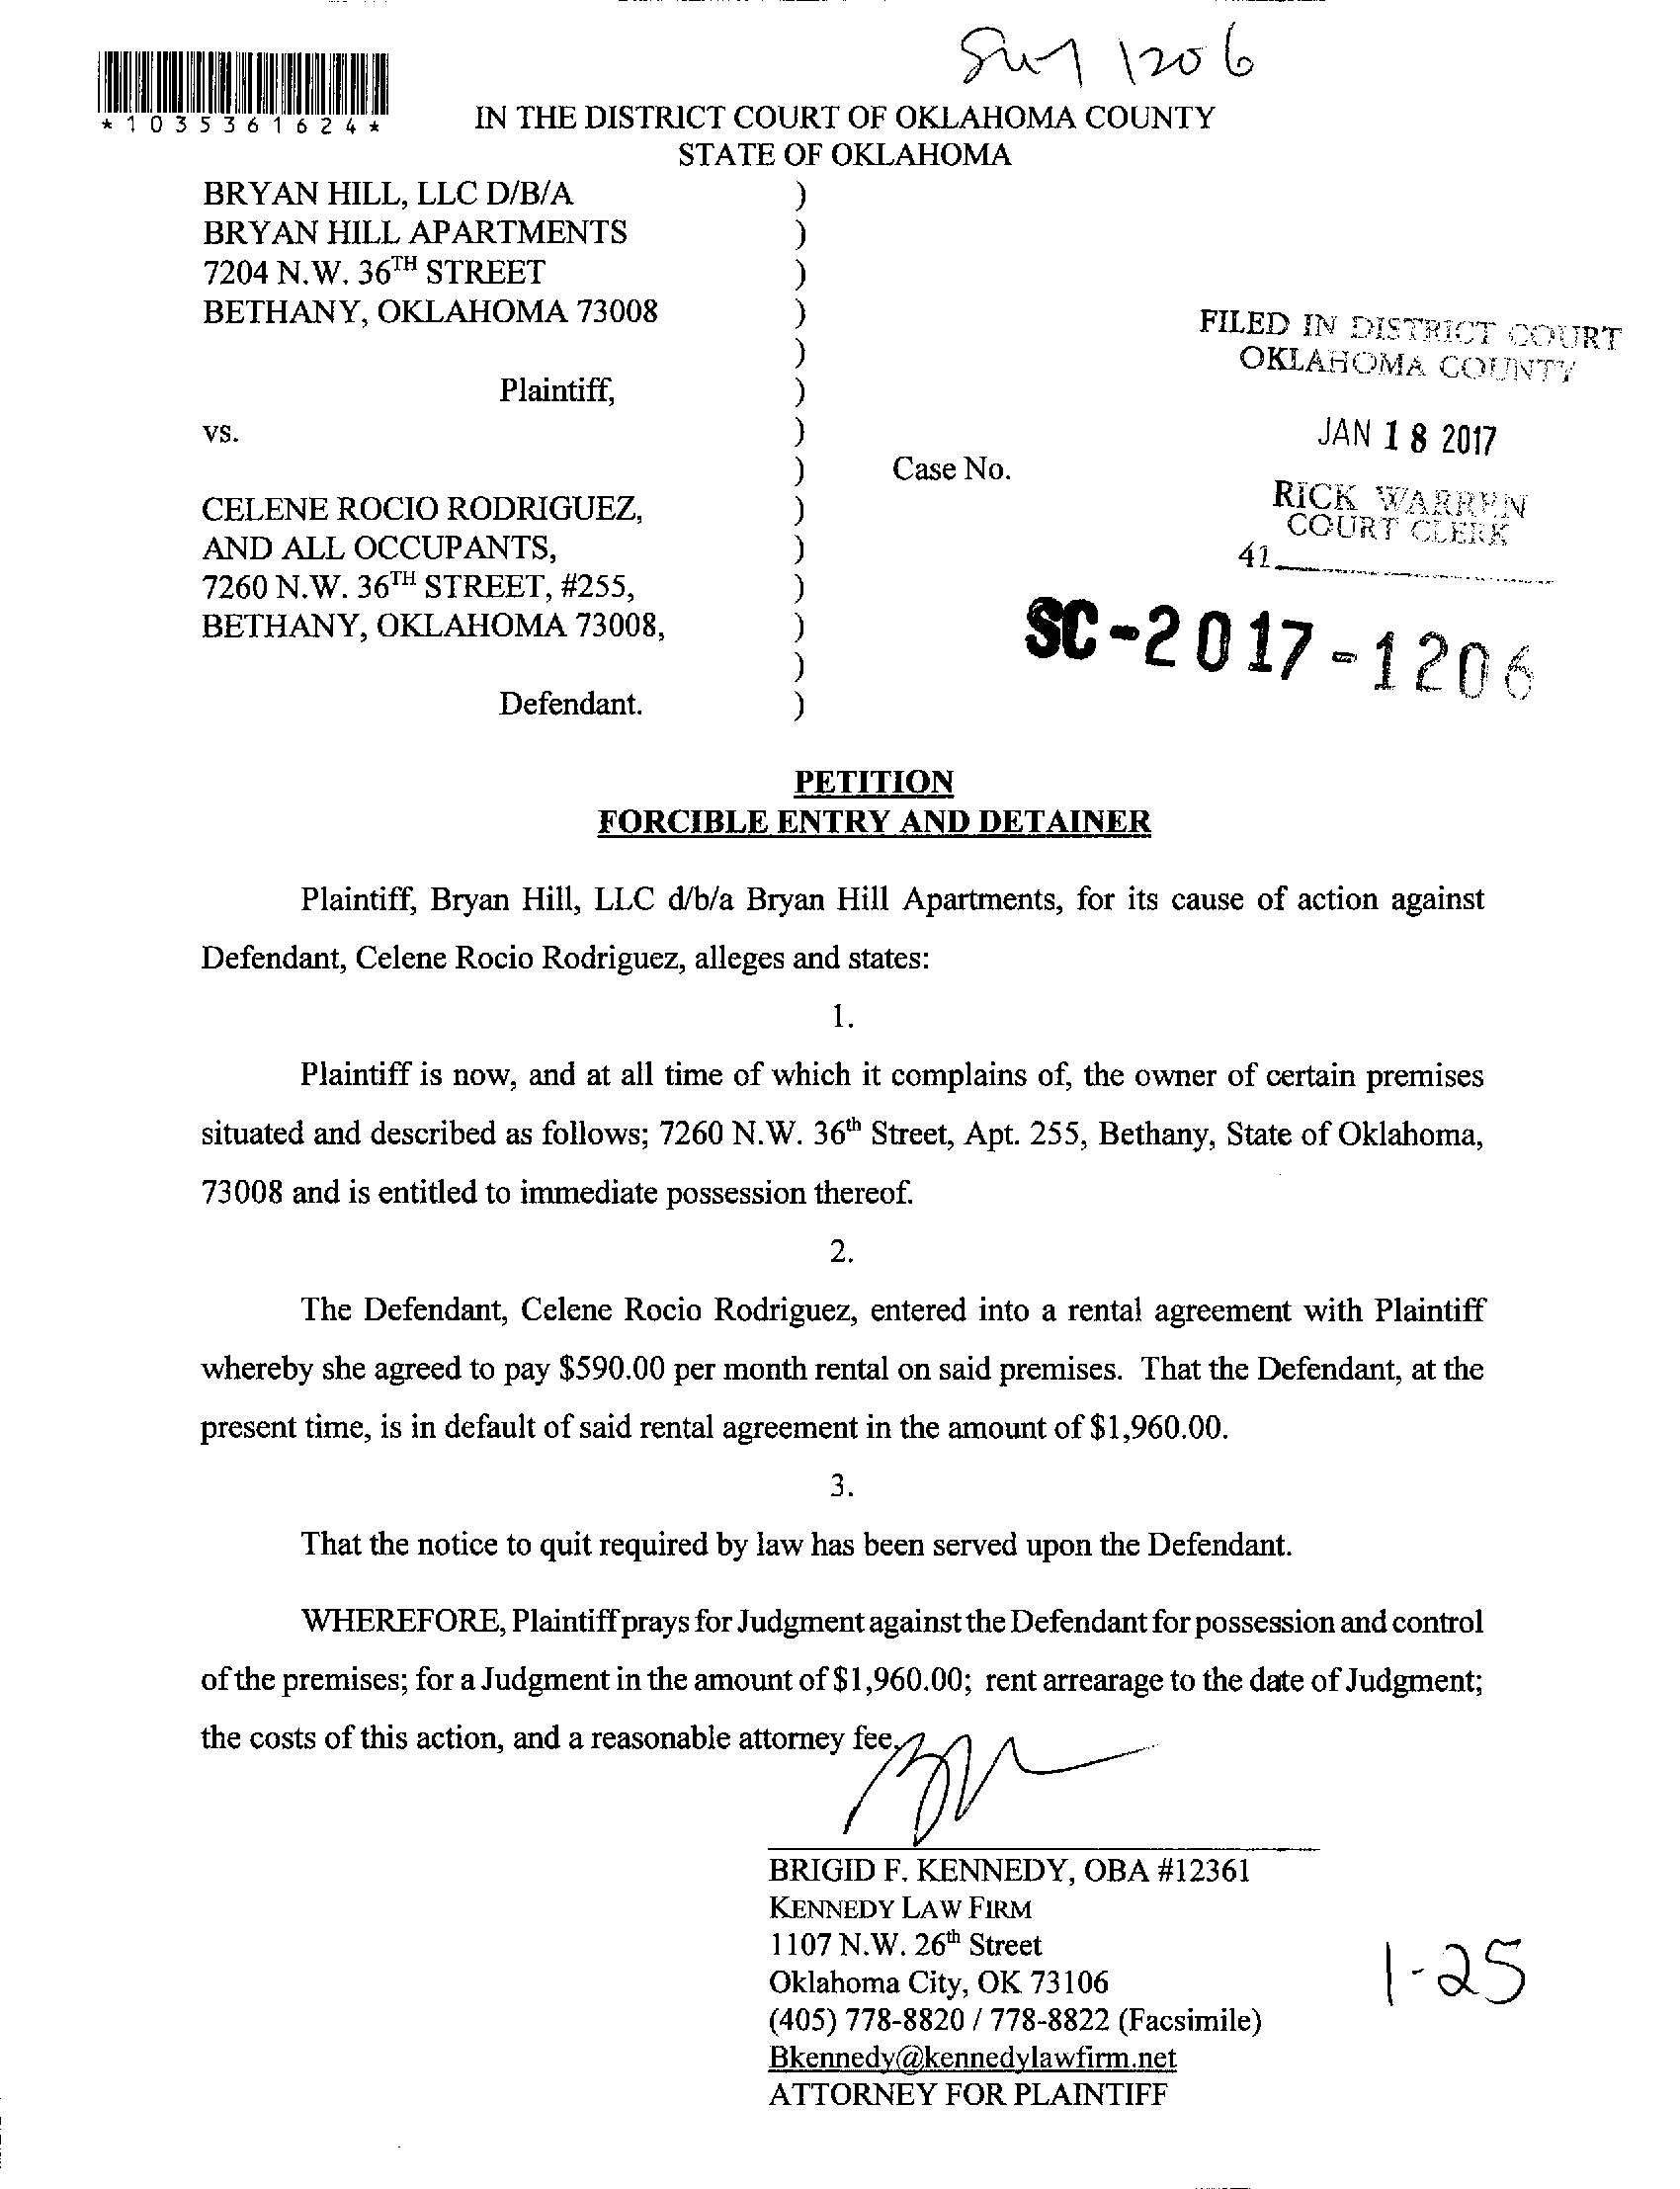 1206
*1035361624*
IN THE DISTRICT COURT OF OKLAHOMA COUNTY
STATE OF OKLAHOMA
BRYAN HILL, LLC D/B/A )
BRYAN HILL APARTMENTS )
7204 N.W. 36TH STREET )
BETHANY, OKLAHOMA 73008 )
)
Plaintiff, )
vs. )
) Case No.
CELENE ROCIO RODRIGUEZ, )
AND ALL OCCUPANTS, )
7260 N.W. 36TH STREET, #255, )
BETHANY, OKLAHOMA 73008, )
)
Defendant. )
FILED IN DISTRICT COURT
OKLAHOMA COUNTY
JAN 18 2017
RICK WARREN
COURT CLERK
41
SC-2017-1206
PETITION
FORCIBLE ENTRY AND DETAINER
Plaintiff, Bryan Hill, LLC d/b/a Bryan Hill Apartments, for its cause of action against
Defendant, Celene Rocio Rodriguez, alleges and states:
1.
Plaintiff is now, and at all time of which it complains of, the owner of certain premises
situated and described as follows; 7260 N.W. 36th Street, Apt. 255, Bethany, State of Oklahoma,
73008 and is entitled to immediate possession thereof.
2.
The Defendant, Celene Rocio Rodriguez, entered into a rental agreement with Plaintiff
whereby she agreed to pay $590.00 per month rental on said premises. That the Defendant, at the
present time, is in default of said rental agreement in the amount of $1,960.00.
3.
That the notice to quit required by law has been served upon the Defendant.
WHEREFORE, Plaintiff prays for Judgment against the Defendant for possession and control
of the premises; for a Judgment in the amount of $1,960.00; rent arrearage to the date of Judgment;
the costs of this action, and a reasonable attorney fee.
BRIGID F. KENNEDY, OBA #12361
KENNEDY LAW FIRM
1107 N.W. 26th Street
Oklahoma City, OK 73106
(405) 778-8820 / 778-8822 (Facsimile)
Bkennedy@kennedylawfirm.net
ATTORNEY FOR PLAINTIFF
1-25